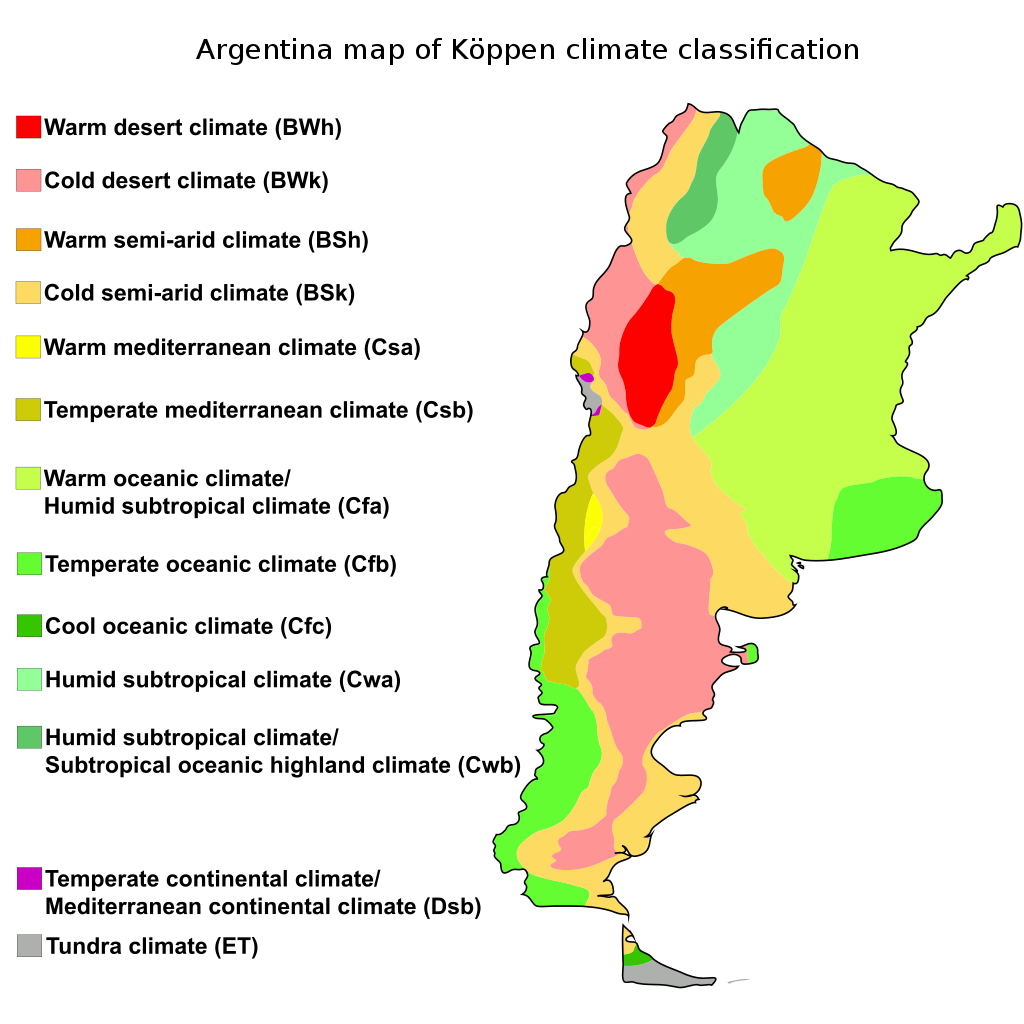 Argentina map of Köppen climate classification
Warm desert climate (BWh)
Cold desert climate (BWk)
Warm semi-arid climate (BSh)
Cold semi-arid climate (BSk)
Warm mediterranean climate (Csa)
Temperate mediterranean climate (Csb)
Warm oceanic climate/
Humid subtropical climate (Cfa)
Temperate oceanic climate (Cfb)
Cool oceanic climate (Cfc)
Humid subtropical climate (Cwa)
Humid subtropical climate/
Subtropical oceanic highland climate (Cwb)
Temperate continental climate/
Mediterranean continental climate (Dsb)
Tundra climate (ET)